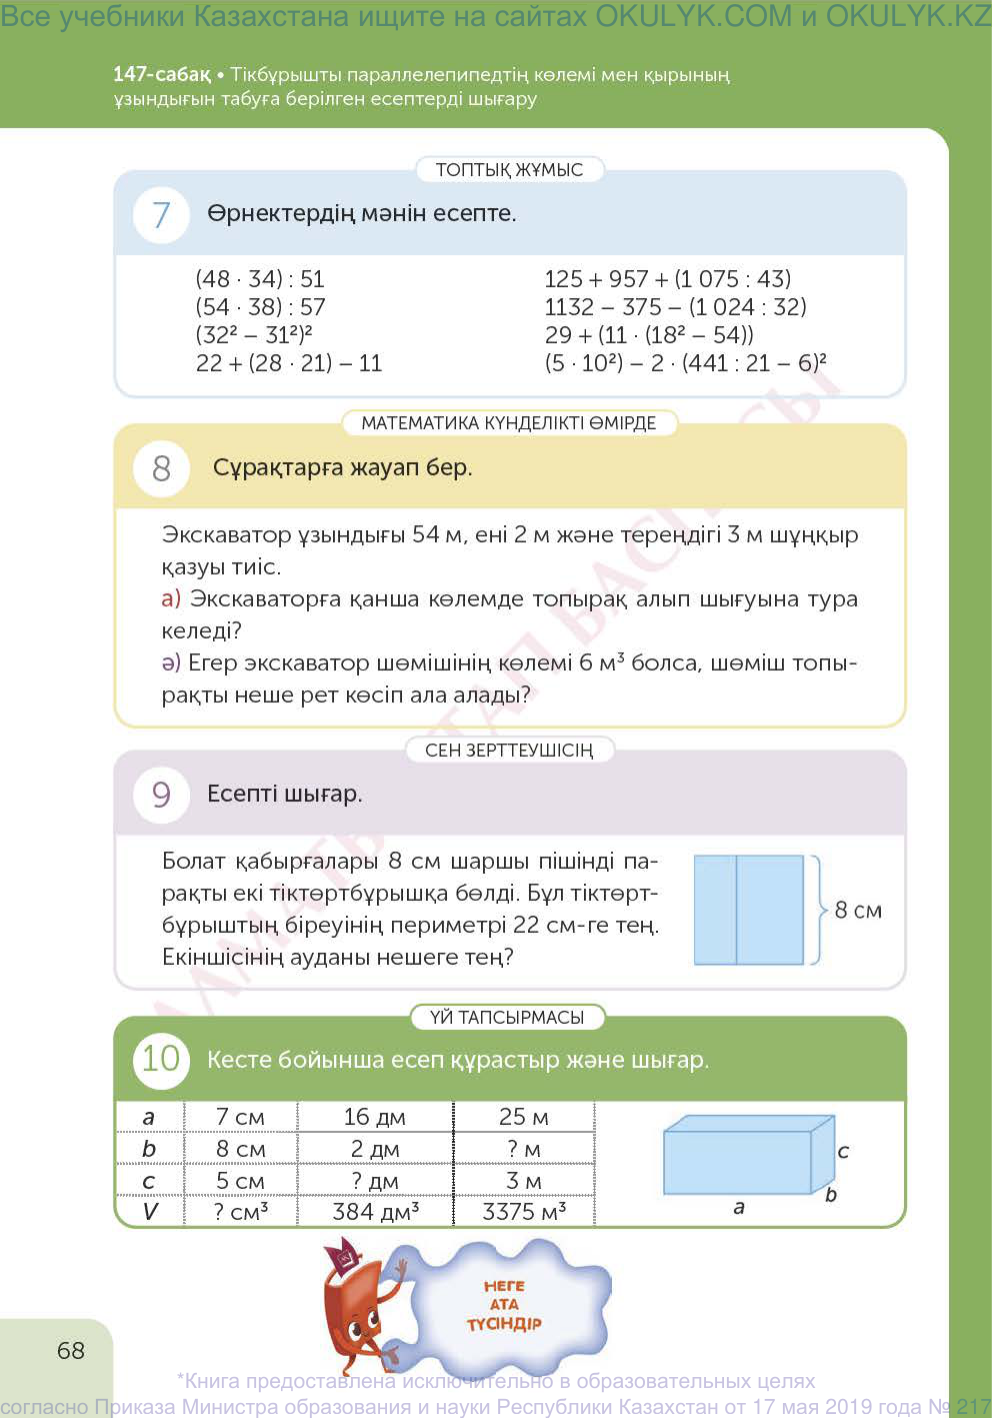 Все учебники Казахстана ищите на сайтах OKULYK.COM и OKULYK.KZ
147-сабақ • Тікбұрышты параллелепипедтің көлемі мен қырының
ұзындығын табуға берілген есептерді шығару
ТОПТЫҚ ЖҰМЫС
7 Өрнектердің мәнін есепте.
(48 · 34) : 51
(54 · 38) : 57
(32² – 31²)²
22 + (28 · 21) – 11
125 + 957 + (1 075 : 43)
1132 – 375 – (1 024 : 32)
29 + (11 · (18² – 54))
(5 · 10²) – 2 · (441 : 21 – 6)²
МАТЕМАТИКА КҮНДЕЛІКТІ ӨМІРДЕ
8 Сұрақтарға жауап бер.
Экскаватор ұзындығы 54 м, ені 2 м және тереңдігі 3 м шұңқыр
қазуы тиіс.
а) Экскаваторға қанша көлемде топырақ алып шығуына тура
келеді?
ә) Егер экскаватор шөмішінің көлемі 6 м³ болса, шөміш топы-
рақты неше рет көсіп ала алады?
СЕН ЗЕРТТЕУШІСІҢ
9 Есепті шығар.
Болат қабырғалары 8 см шаршы пішінді па-
рақты екі тіктөртбұрышқа бөлді. Бұл тіктөрт-
бұрыштың біреуінің периметрі 22 см-ге тең.
Екіншісінің ауданы нешеге тең?
8 см
ҮЙ ТАПСЫРМАСЫ
10 Кесте бойынша есеп құрастыр және шығар.
a 7 см 16 дм 25 м
b 8 см 2 дм ? м
c 5 см ? дм 3 м
V ? см³ 384 дм³ 3375 м³
c
b
a
НЕГЕ
АТА
ТҮСІНДІР
68
АЛМАТЫКІТАП БАСПАСЫ
*Книга предоставлена исключительно в образовательных целях
согласно Приказа Министра образования и науки Республики Казахстан от 17 мая 2019 года № 217